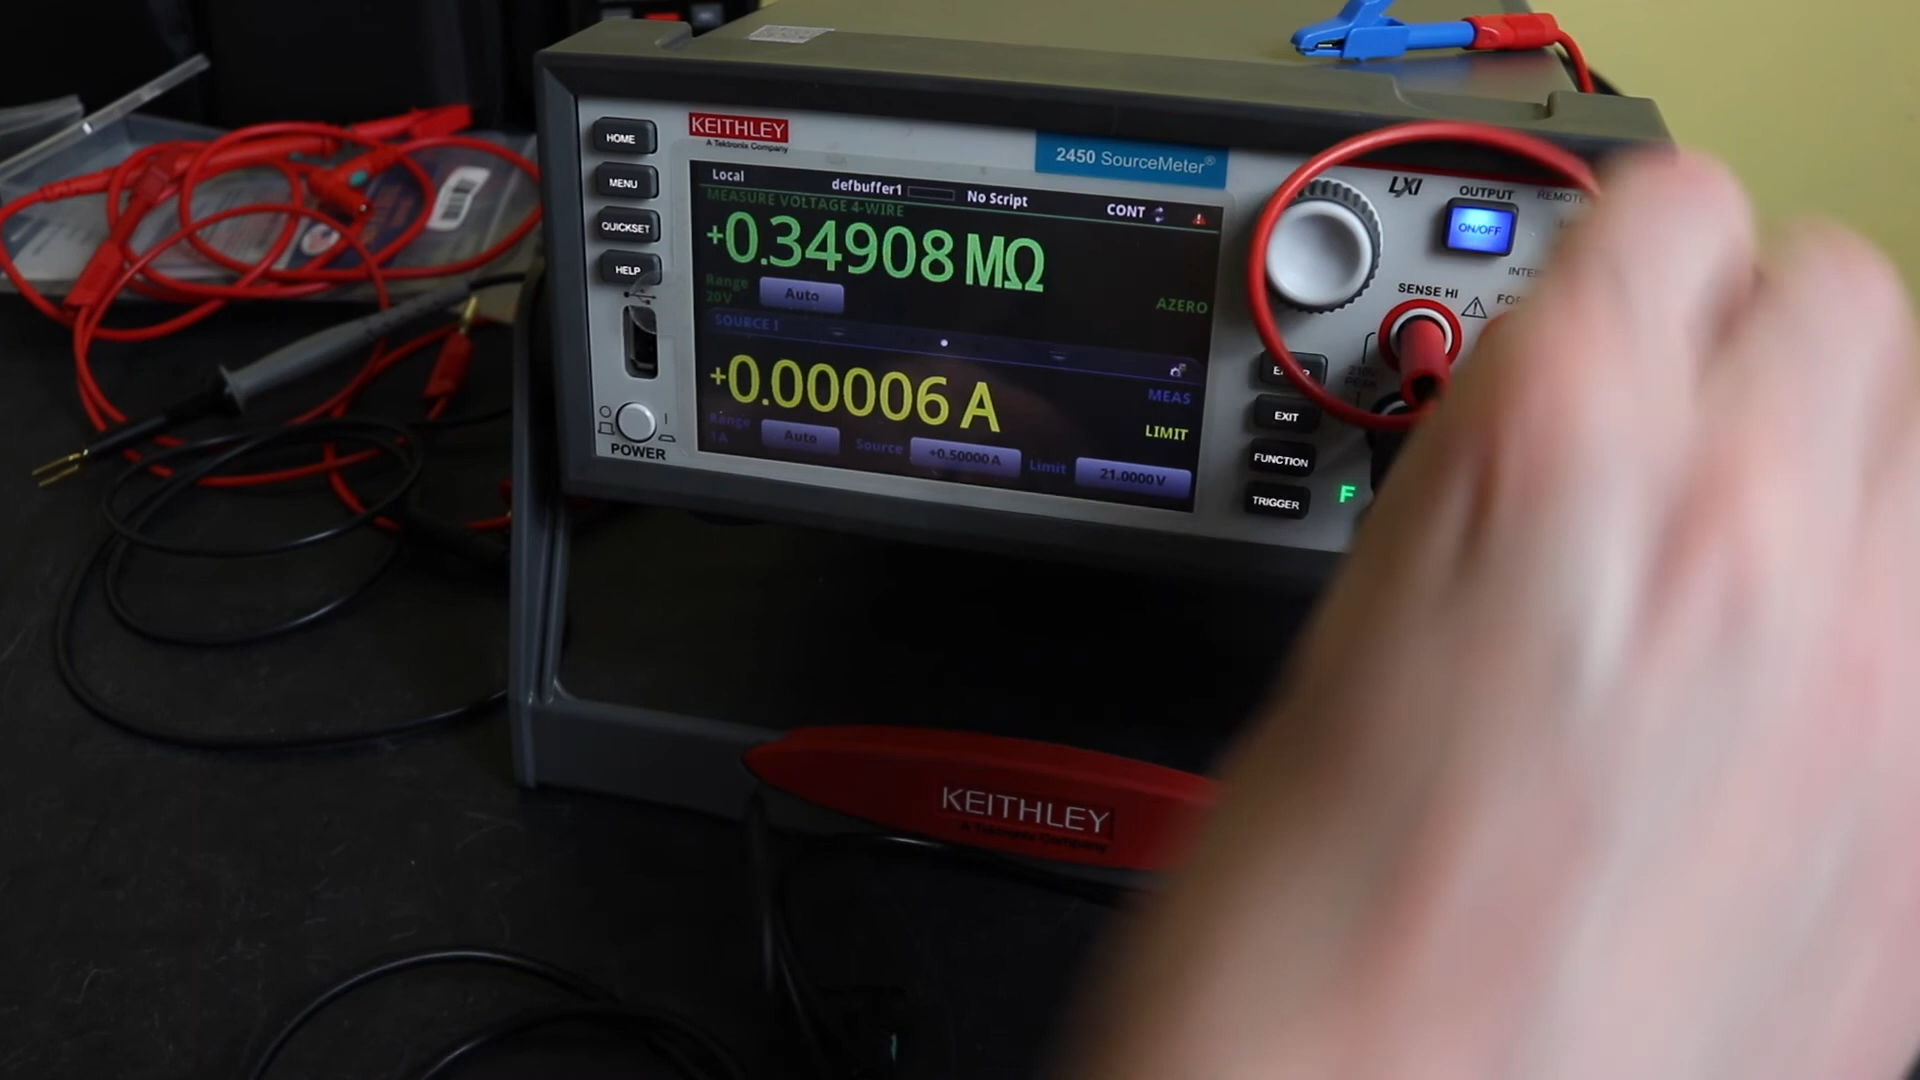 HOME
MENU
QUICKSET
HELP
POWER
KEITHLEY
A Tektronix Company
2450 SourceMeter®
Local
defbuffer1
No Script
CONT
MEASURE VOLTAGE 4-WIRE
+0.34908 MΩ
Range
20V
Auto
AZERO
SOURCE I
+0.00006 A
MEAS
LIMIT
Range
1A
Auto
Source
+0.50000 A
Limit
21.0000 V
LXI
OUTPUT
ON/OFF
SENSE HI
EXIT
FUNCTION
TRIGGER
F
KEITHLEY
A Tektronix Company